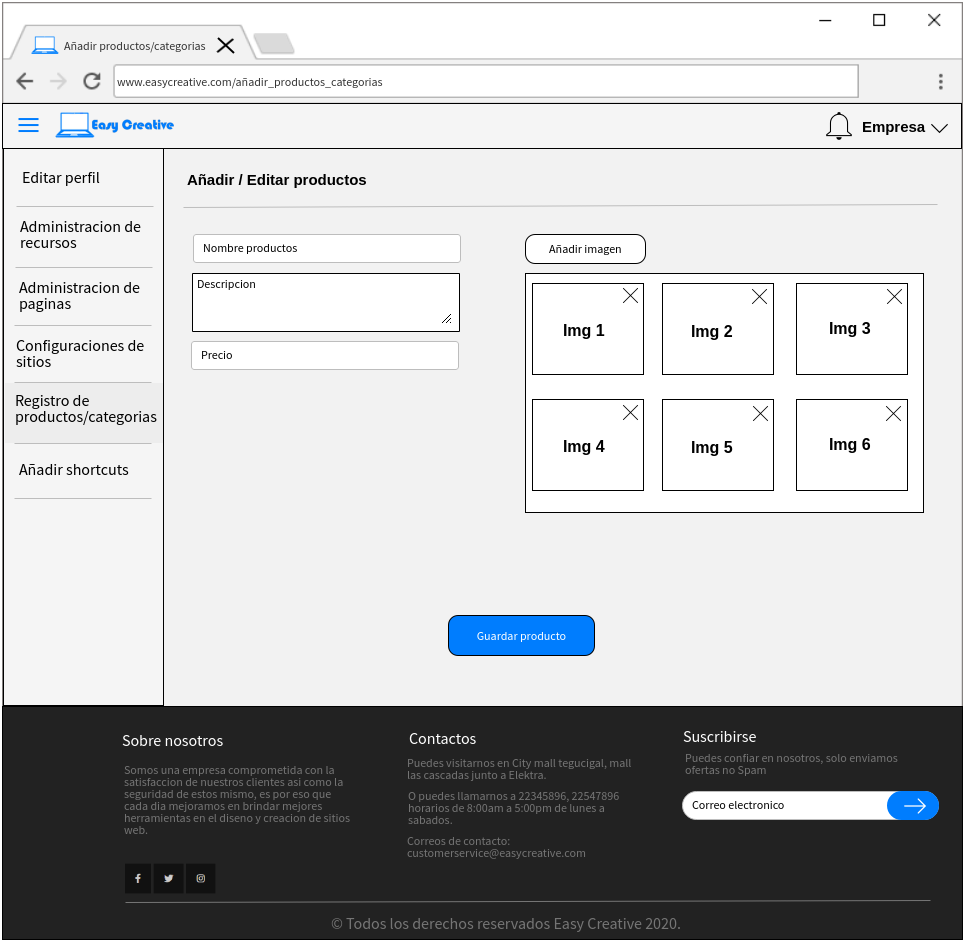 Añadir productos/categorias
www.easycreative.com/añadir_productos_categorias
Easy Creative
Empresa
Editar perfil
Administracion de
recursos
Administracion de
paginas
Configuraciones de
sitios
Registro de
productos/categorias
Añadir shortcuts
Añadir / Editar productos
Nombre productos
Descripcion
Precio
Añadir imagen
Img 1
Img 2
Img 3
Img 4
Img 5
Img 6
Guardar producto
Sobre nosotros
Somos una empresa comprometida con la
satisfaccion de nuestros clientes asi como la
seguridad de estos mismo, es por eso que
cada dia mejoramos en brindar mejores
herramientas en el diseno y creacion de sitios
web.
Contactos
Puedes visitarnos en City mall tegucigal, mall
las cascadas junto a Elektra.
O puedes llamarnos a 22345896, 22547896
horarios de 8:00am a 5:00pm de lunes a
sabados.
Correos de contacto:
customerservice@easycreative.com
Suscribirse
Puedes confiar en nosotros, solo enviamos
ofertas no Spam
Correo electronico
© Todos los derechos reservados Easy Creative 2020.